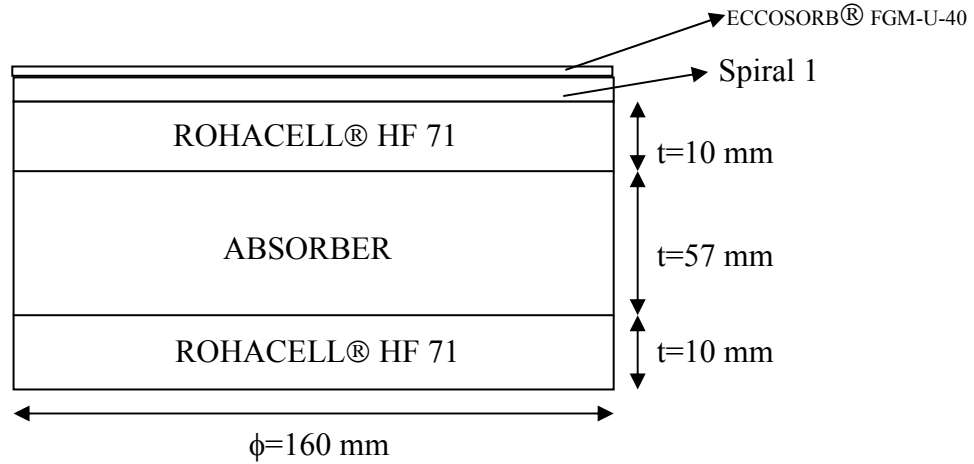 ECCOSORB® FGM-U-40
Spiral 1
ROHACELL® HF 71
t=10 mm
ABSORBER
t=57 mm
ROHACELL® HF 71
t=10 mm
ϕ=160 mm